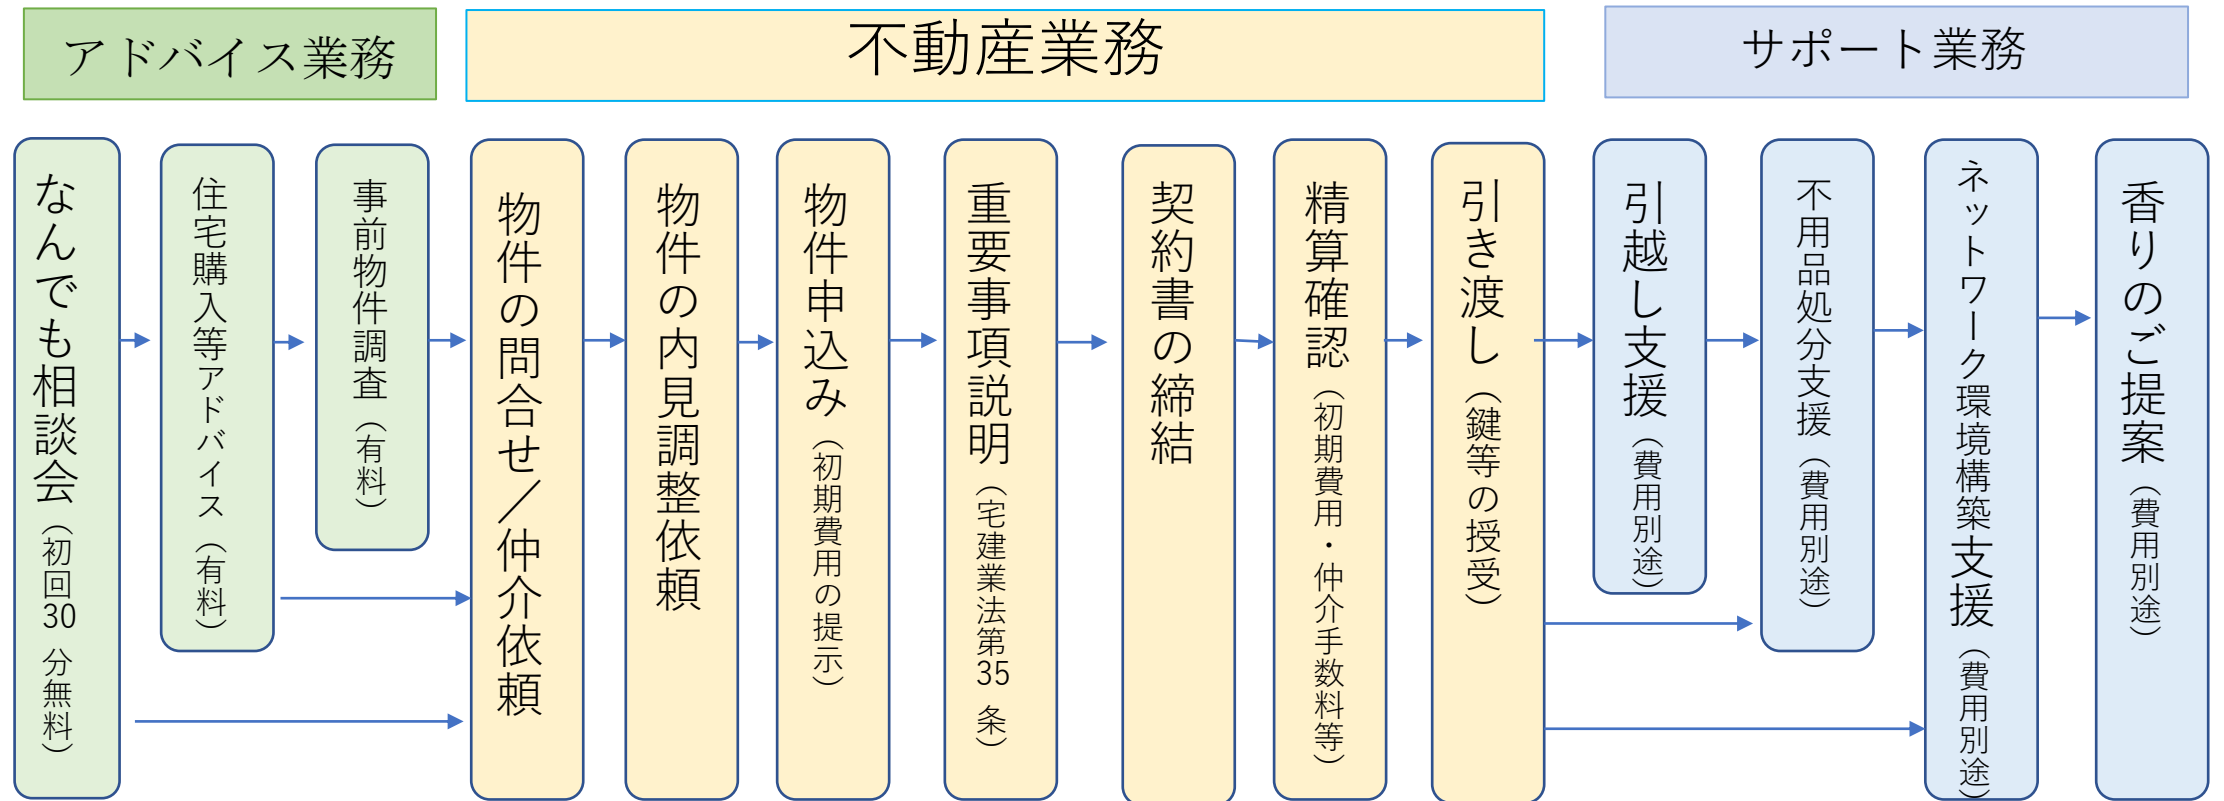 アドバイス業務
不動産業務
サポート業務
なんでも相談会（初回30分無料）
住宅購入等アドバイス（有料）
事前物件調査（有料）
物件の問合せ／仲介依頼
物件の内見調整依頼
物件申込み（初期費用の提示）
重要事項説明（宅建業法第35条）
契約書の締結
精算確認（初期費用・仲介手数料等）
引き渡し（鍵等の授受）
引越し支援（費用別途）
不用品処分支援（費用別途）
ネットワーク環境構築支援（費用別途）
香りのご提案（費用別途）